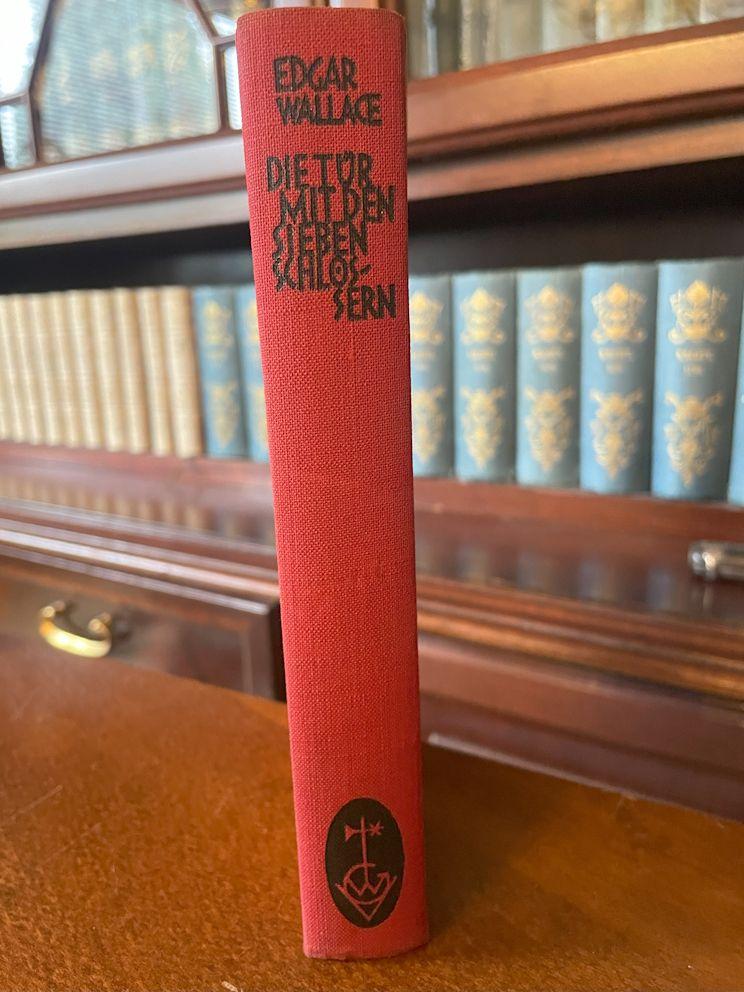 EDGAR
WALLACE
DIE TÜR
MIT DEN
SIEBEN
SCHLÖS-
SERN